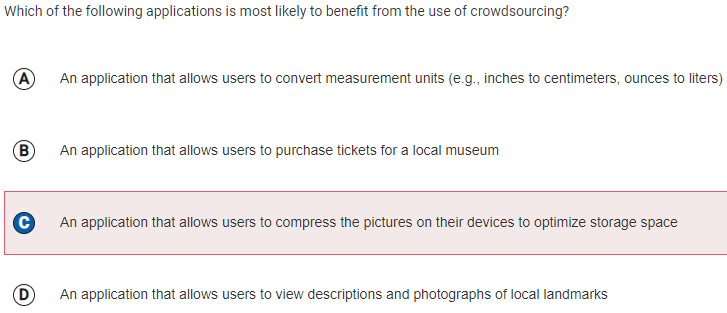 Which of the following applications is most likely to benefit from the use of crowdsourcing?
A An application that allows users to convert measurement units (e.g., inches to centimeters, ounces to liters)
B An application that allows users to purchase tickets for a local museum
C An application that allows users to compress the pictures on their devices to optimize storage space
D An application that allows users to view descriptions and photographs of local landmarks